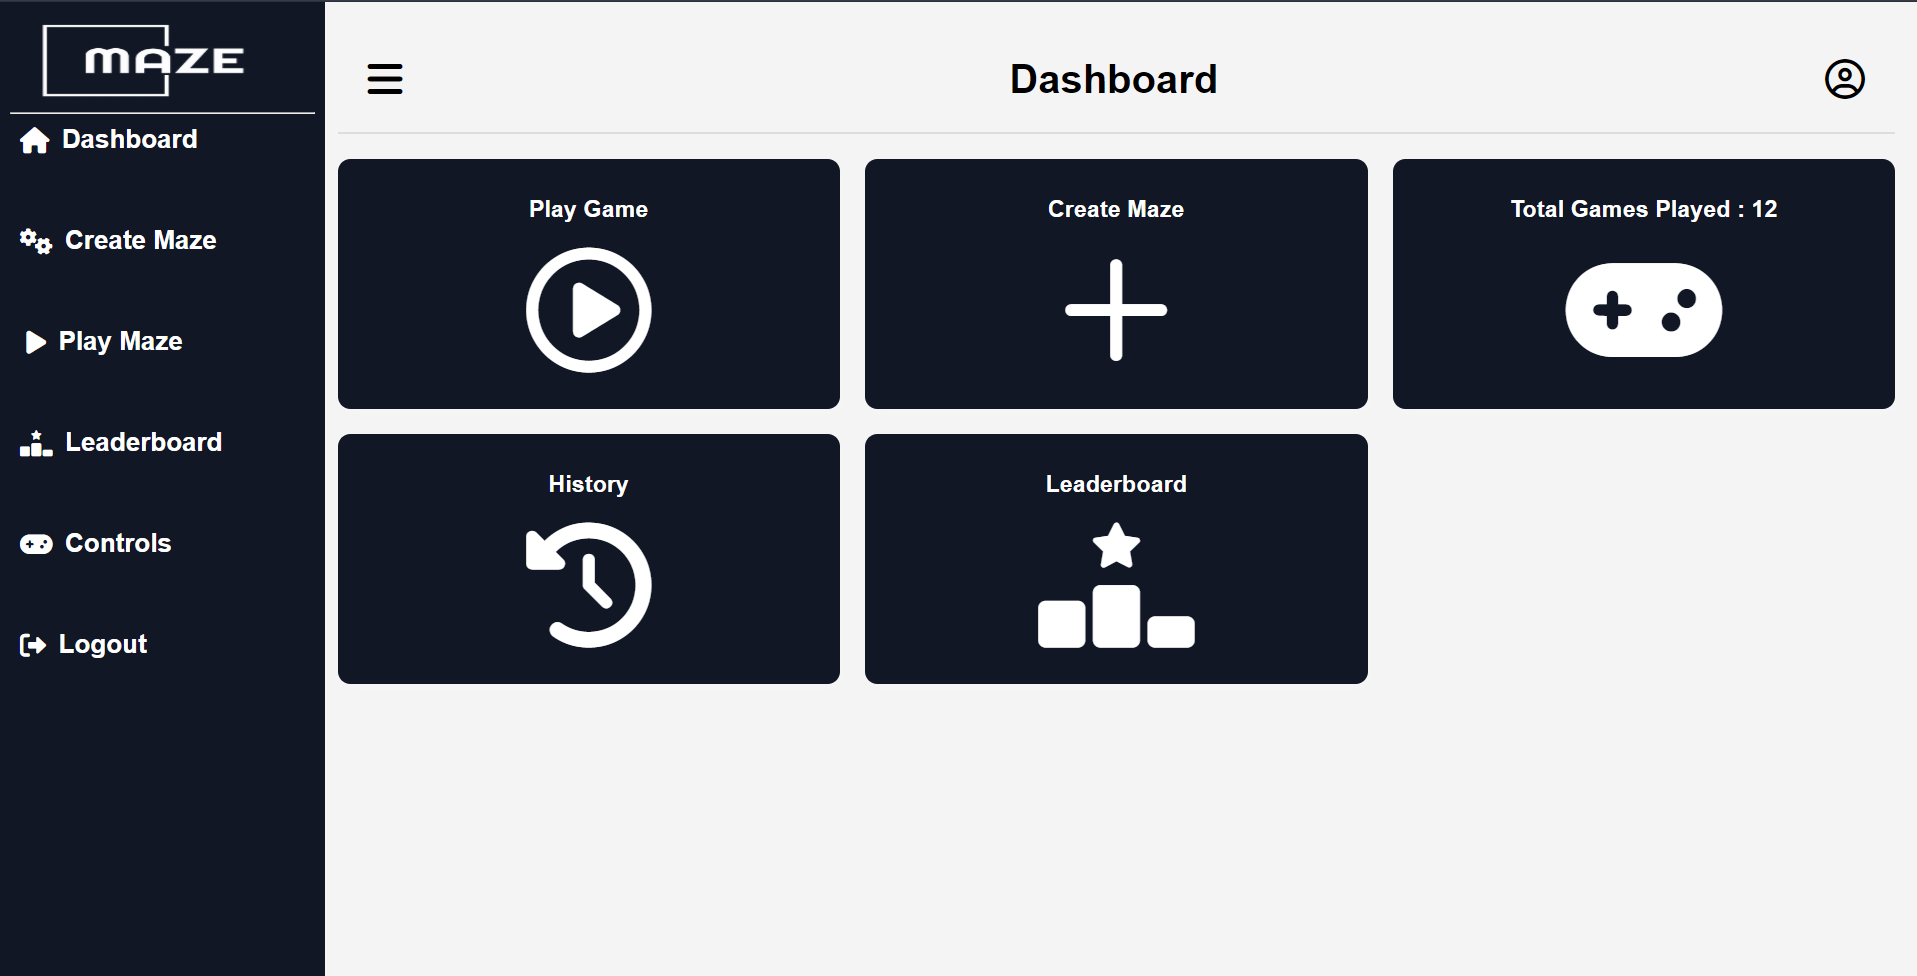 MAZE
Dashboard
Create Maze
Play Maze
Leaderboard
Controls
Logout
Dashboard
Play Game
Create Maze
Total Games Played : 12
History
Leaderboard